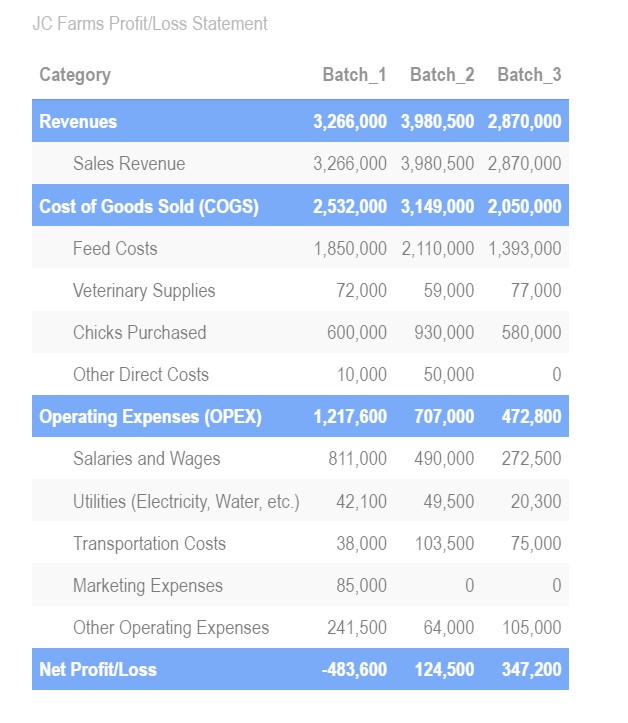 JC Farms Profit/Loss Statement
Category Batch_1 Batch_2 Batch_3
Revenues 3,266,000 3,980,500 2,870,000
Sales Revenue 3,266,000 3,980,500 2,870,000
Cost of Goods Sold (COGS) 2,532,000 3,149,000 2,050,000
Feed Costs 1,850,000 2,110,000 1,393,000
Veterinary Supplies 72,000 59,000 77,000
Chicks Purchased 600,000 930,000 580,000
Other Direct Costs 10,000 50,000 0
Operating Expenses (OPEX) 1,217,600 707,000 472,800
Salaries and Wages 811,000 490,000 272,500
Utilities (Electricity, Water, etc.) 42,100 49,500 20,300
Transportation Costs 38,000 103,500 75,000
Marketing Expenses 85,000 0 0
Other Operating Expenses 241,500 64,000 105,000
Net Profit/Loss -483,600 124,500 347,200